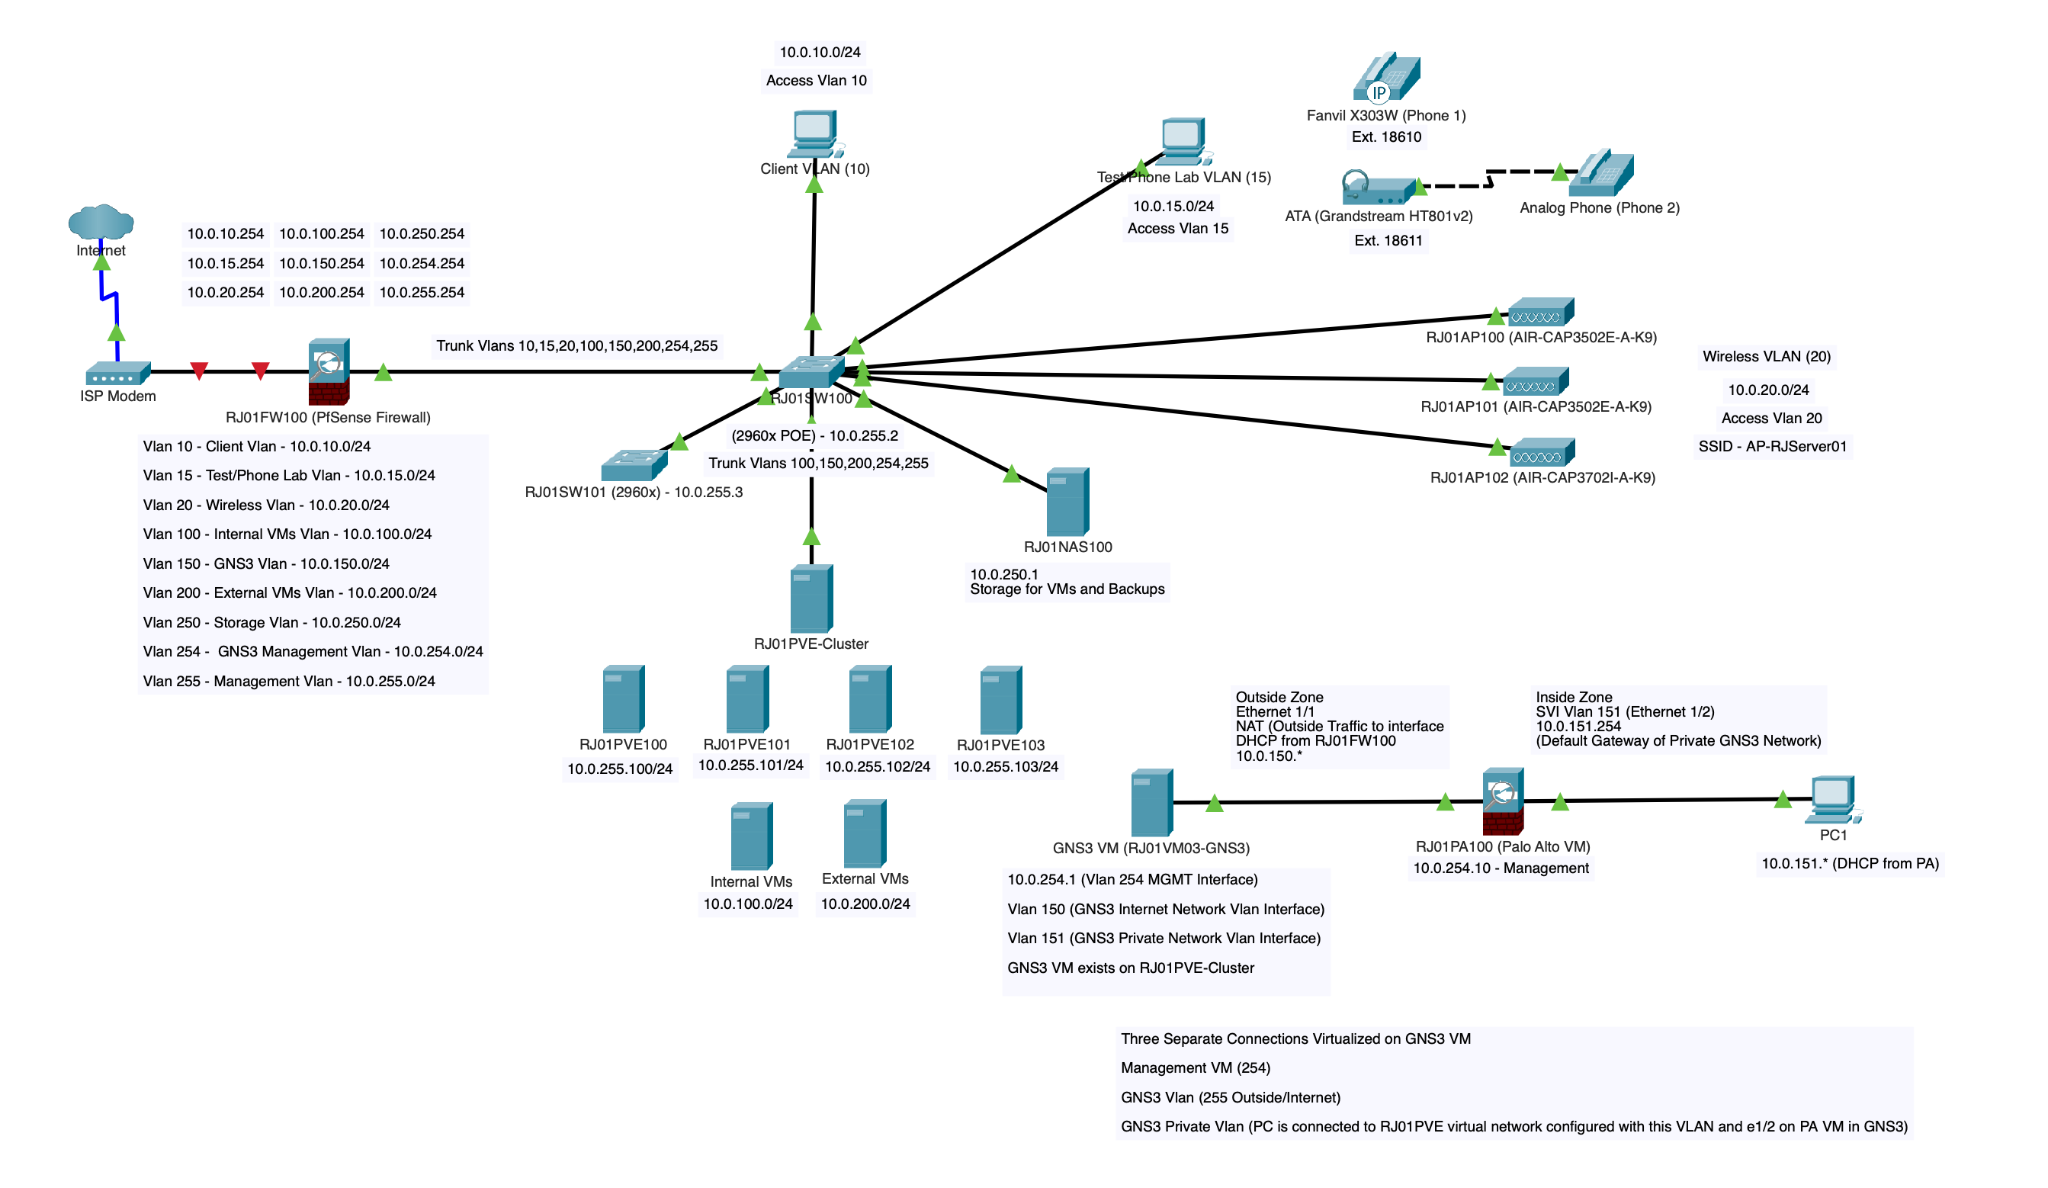 10.0.10.0/24
Access Vlan 10
Client VLAN (10)
Fanvil X303W (Phone 1)
Ext. 18610
IP
Test/Phone Lab VLAN (15)
10.0.15.0/24
Access Vlan 15
ATA (Grandstream HT801v2)
Ext. 18611
Analog Phone (Phone 2)
Internet
10.0.10.254 10.0.100.254 10.0.250.254
10.0.15.254 10.0.150.254 10.0.254.254
10.0.20.254 10.0.200.254 10.0.255.254
ISP Modem
RJ01FW100 (PfSense Firewall)
Trunk Vlans 10,15,20,100,150,200,254,255
RJ01SW100
(2960x POE) - 10.0.255.2
Trunk Vlans 100,150,200,254,255
RJ01SW101 (2960x) - 10.0.255.3
RJ01AP100 (AIR-CAP3502E-A-K9)
RJ01AP101 (AIR-CAP3502E-A-K9)
RJ01AP102 (AIR-CAP3702I-A-K9)
Wireless VLAN (20)
10.0.20.0/24
Access Vlan 20
SSID - AP-RJServer01
Vlan 10 - Client Vlan - 10.0.10.0/24
Vlan 15 - Test/Phone Lab Vlan - 10.0.15.0/24
Vlan 20 - Wireless Vlan - 10.0.20.0/24
Vlan 100 - Internal VMs Vlan - 10.0.100.0/24
Vlan 150 - GNS3 Vlan - 10.0.150.0/24
Vlan 200 - External VMs Vlan - 10.0.200.0/24
Vlan 250 - Storage Vlan - 10.0.250.0/24
Vlan 254 -  GNS3 Management Vlan - 10.0.254.0/24
Vlan 255 - Management Vlan - 10.0.255.0/24
RJ01NAS100
10.0.250.1
Storage for VMs and Backups
RJ01PVE-Cluster
RJ01PVE100
10.0.255.100/24
RJ01PVE101
10.0.255.101/24
RJ01PVE102
10.0.255.102/24
RJ01PVE103
10.0.255.103/24
Internal VMs
10.0.100.0/24
External VMs
10.0.200.0/24
Outside Zone
Ethernet 1/1
NAT (Outside Traffic to interface
DHCP from RJ01FW100
10.0.150.*
Inside Zone
SVI Vlan 151 (Ethernet 1/2)
10.0.151.254
(Default Gateway of Private GNS3 Network)
GNS3 VM (RJ01VM03-GNS3)
RJ01PA100 (Palo Alto VM)
10.0.254.10 - Management
PC1
10.0.151.* (DHCP from PA)
10.0.254.1 (Vlan 254 MGMT Interface)
Vlan 150 (GNS3 Internet Network Vlan Interface)
Vlan 151 (GNS3 Private Network Vlan Interface)
GNS3 VM exists on RJ01PVE-Cluster
Three Separate Connections Virtualized on GNS3 VM
Management VM (254)
GNS3 Vlan (255 Outside/Internet)
GNS3 Private Vlan (PC is connected to RJ01PVE virtual network configured with this VLAN and e1/2 on PA VM in GNS3)